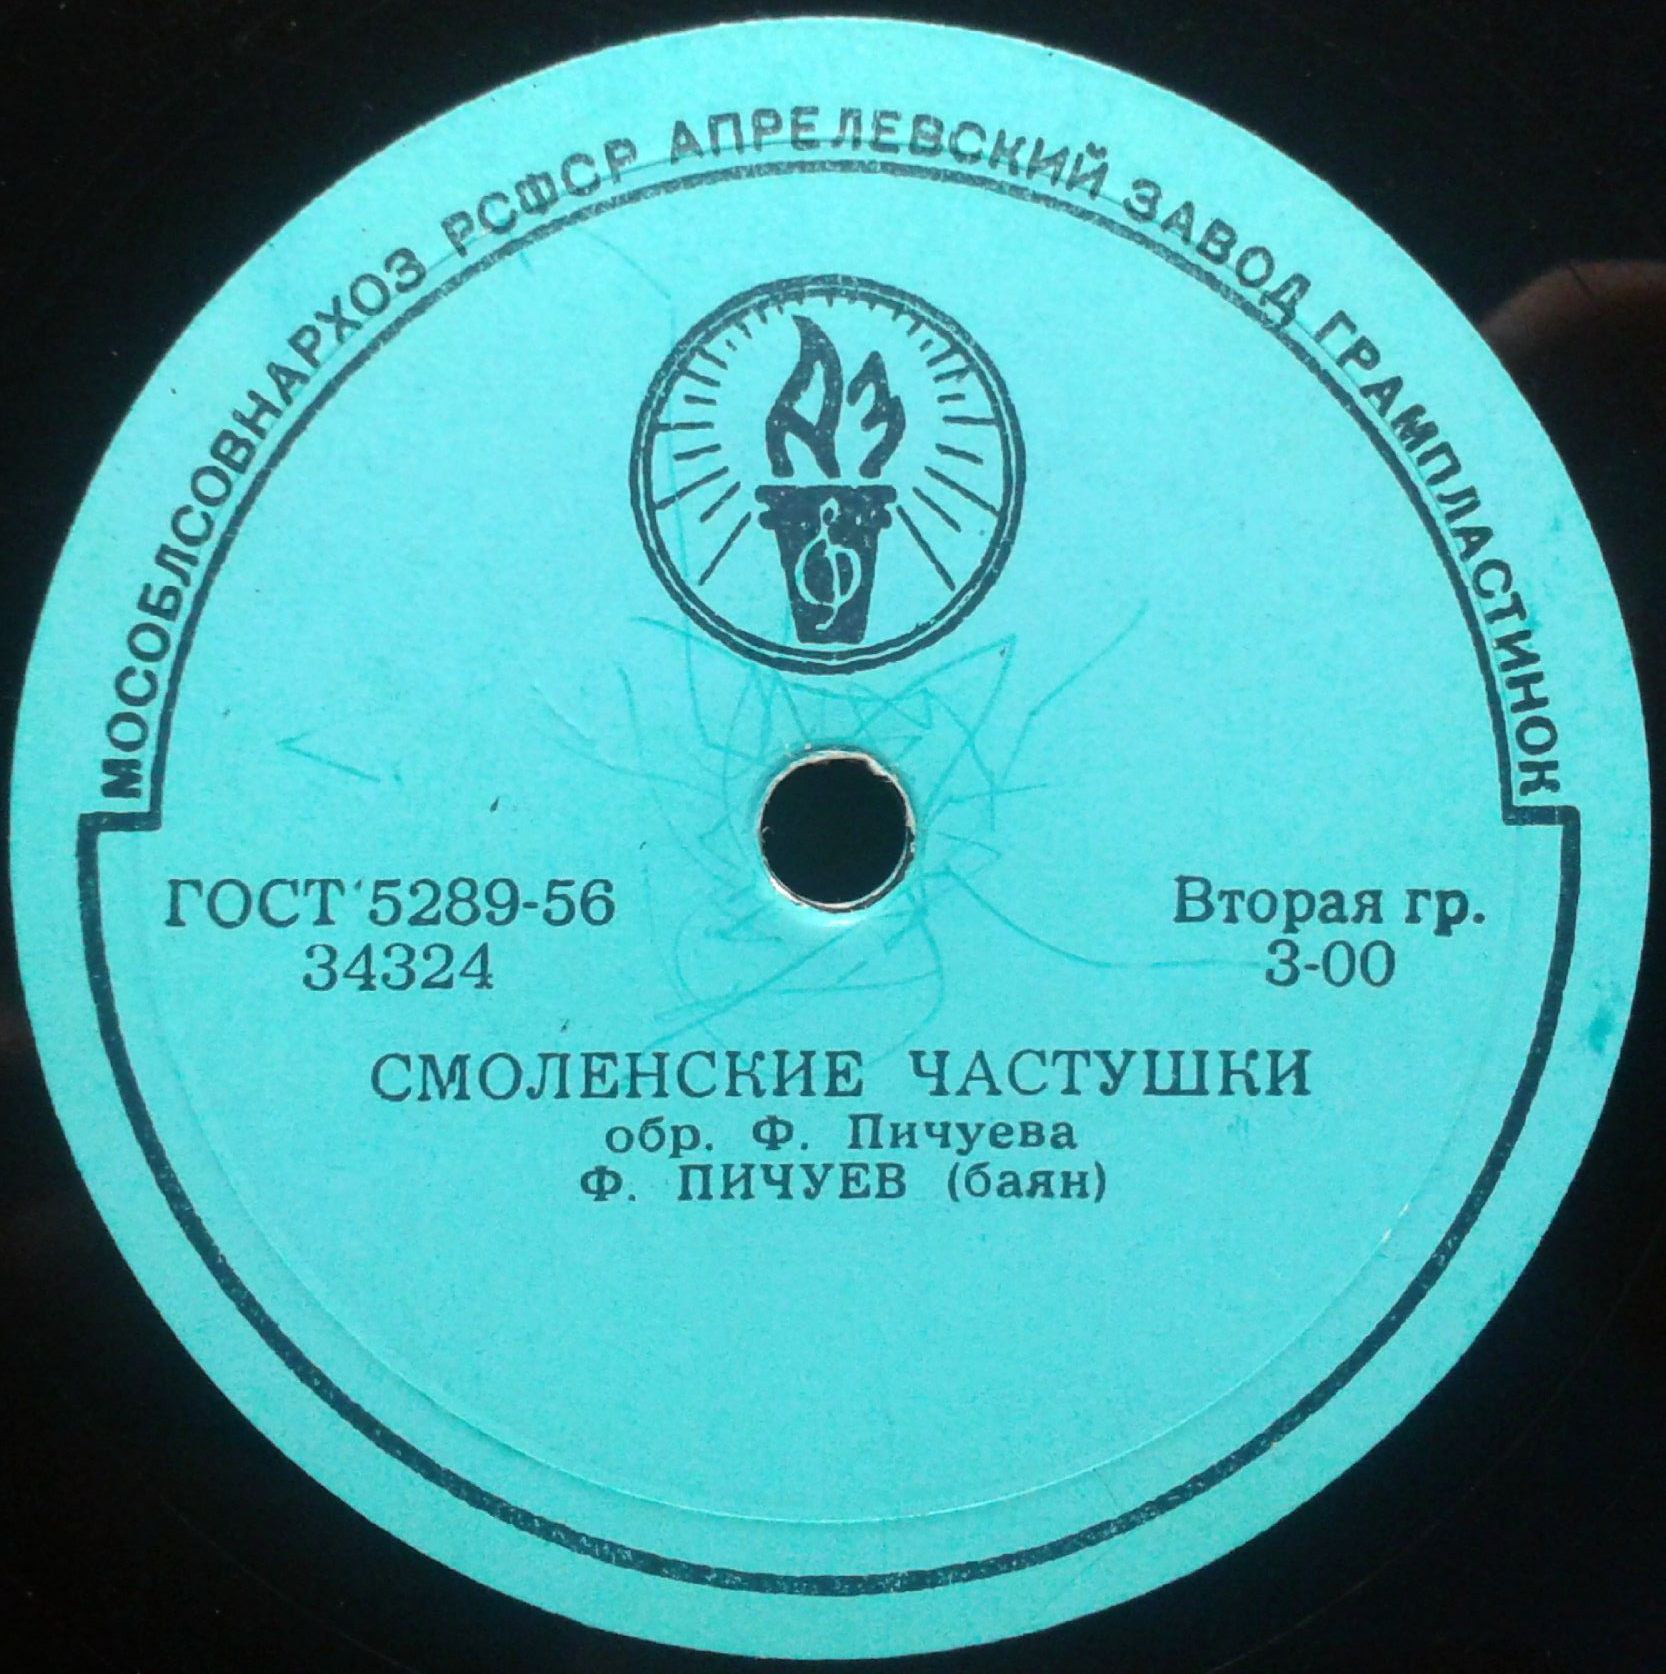 МОСОБЛСОВНАРХОЗ РСФСР АПРЕЛЕВСКИЙ ЗАВОД ГРАМПЛАСТИНОК
АЗ
ГОСТ 5289-56
34324
Вторая гр.
3-00
СМОЛЕНСКИЕ ЧАСТУШКИ
обр. Ф. Пичуева
Ф. ПИЧУЕВ (баян)